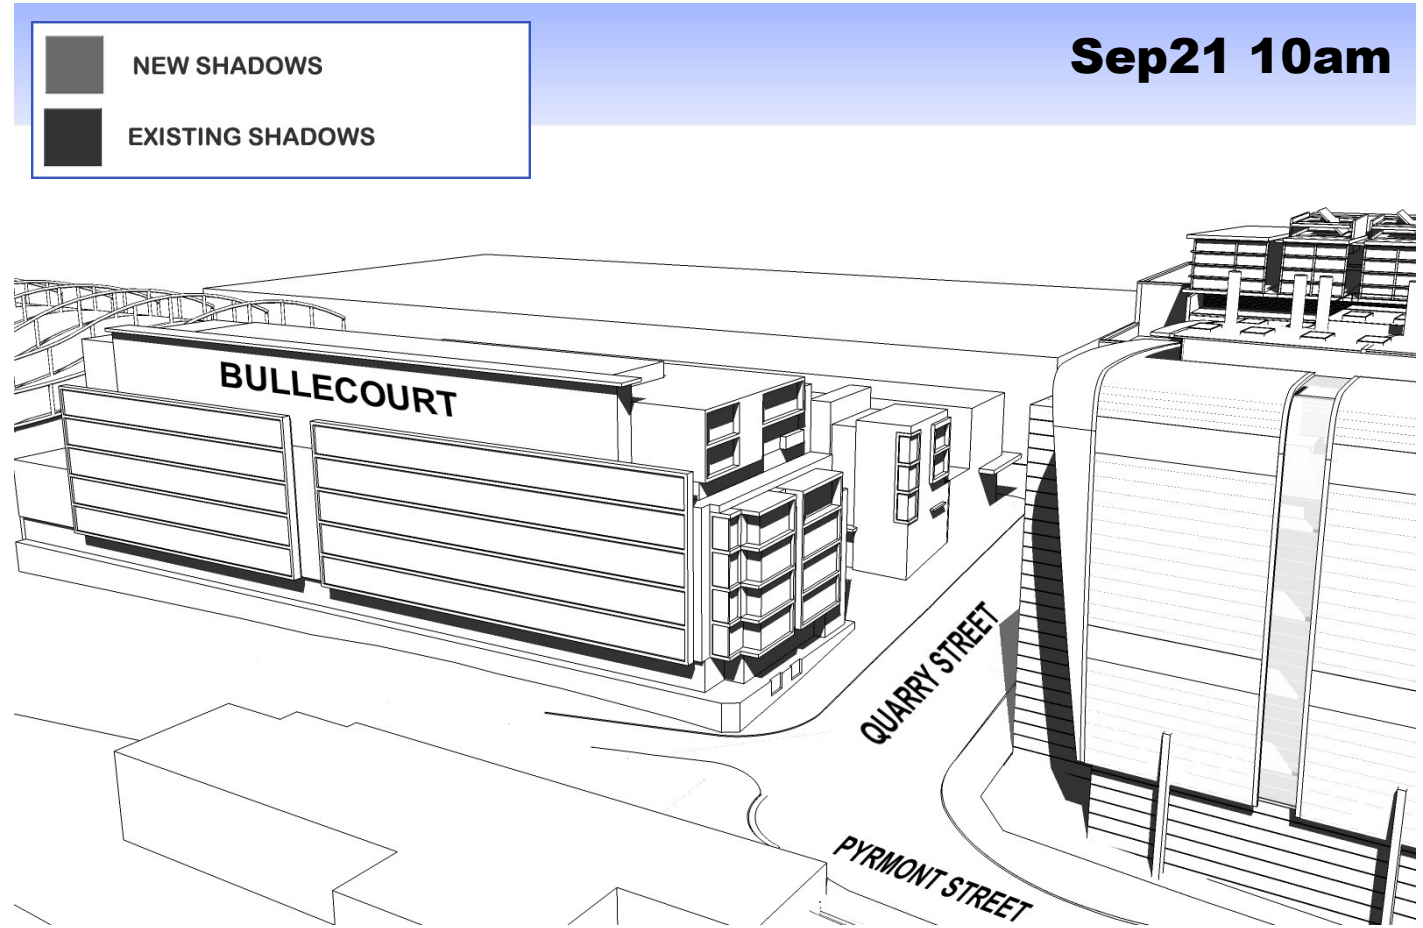 NEW SHADOWS
Sep21 10am
EXISTING SHADOWS
BULLECOURT
QUARRY STREET
PYRMONT STREET